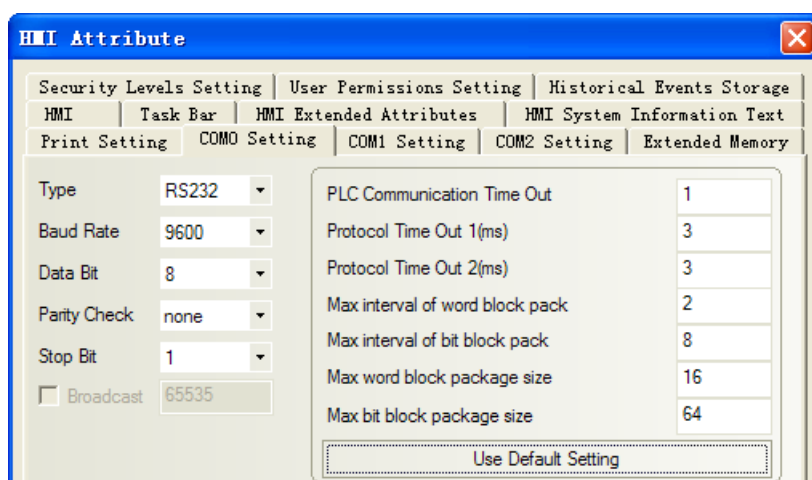 HMI Attribute
Security Levels Setting User Permissions Setting Historical Events Storage
HMI Task Bar HMI Extended Attributes HMI System Information Text
Print Setting COM0 Setting COM1 Setting COM2 Setting Extended Memory
Type RS232
Baud Rate 9600
Data Bit 8
Parity Check none
Stop Bit 1
Broadcast 65535
PLC Communication Time Out 1
Protocol Time Out 1(ms) 3
Protocol Time Out 2(ms) 3
Max interval of word block pack 2
Max interval of bit block pack 8
Max word block package size 16
Max bit block package size 64
Use Default Setting